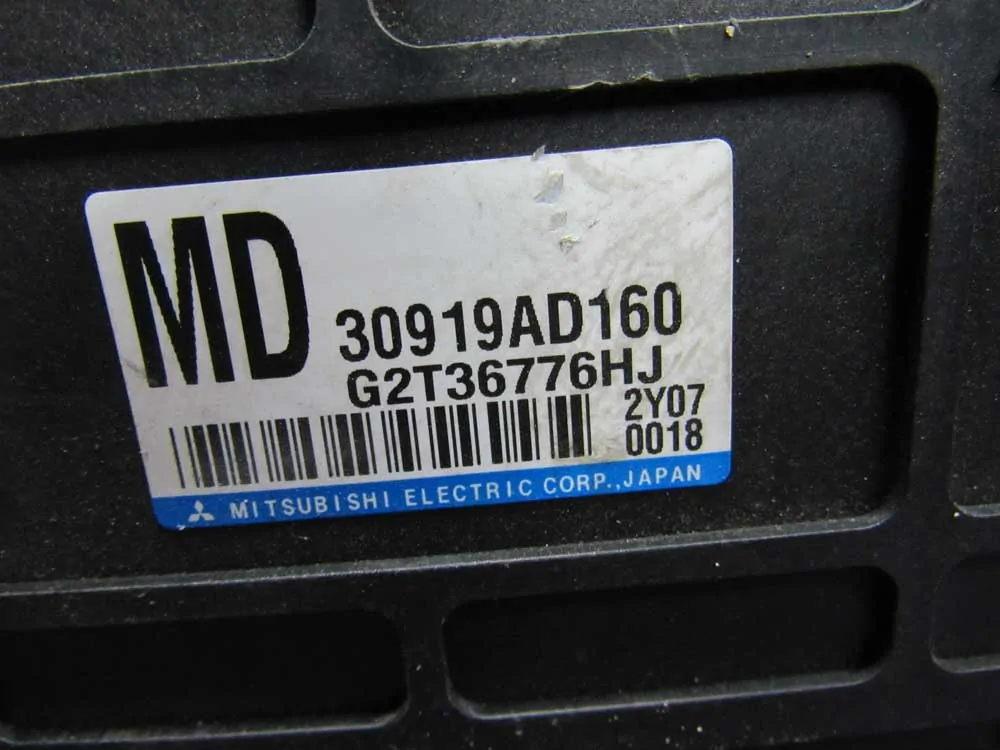 MD
30919AD160
G2T36776HJ
2Y07
0018
MITSUBISHI ELECTRIC CORP.,JAPAN